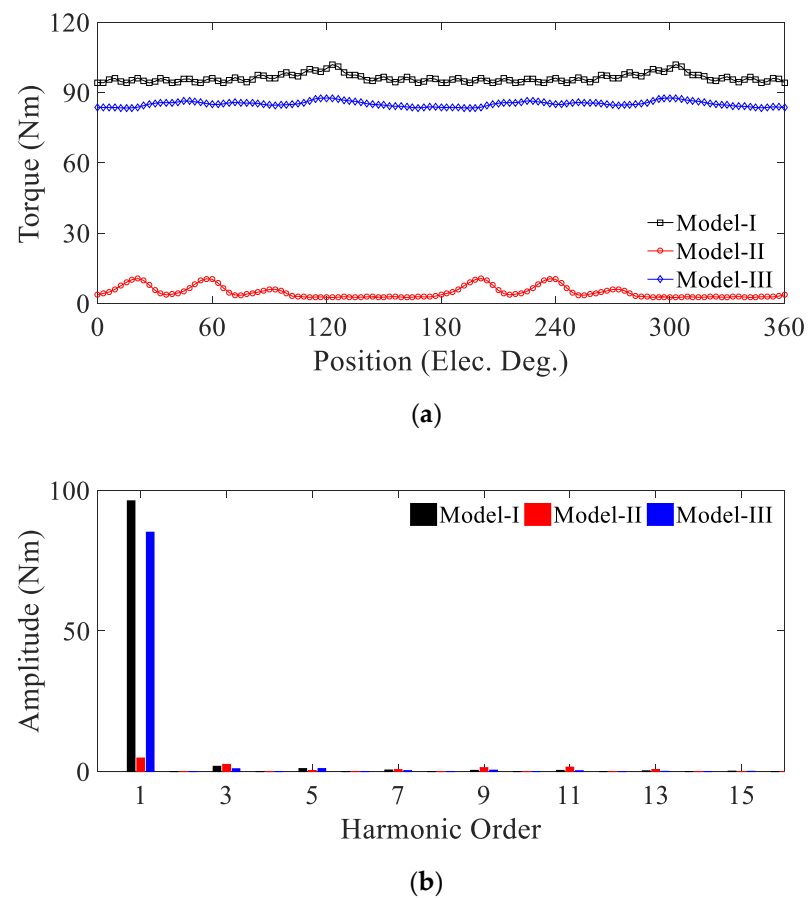 120
90
60
30
0
Torque (Nm)
Model-I
Model-II
Model-III
0 60 120 180 240 300 360
Position (Elec. Deg.)
(a)
100
50
0
Amplitude (Nm)
Model-I Model-II Model-III
1 3 5 7 9 11 13 15
Harmonic Order
(b)